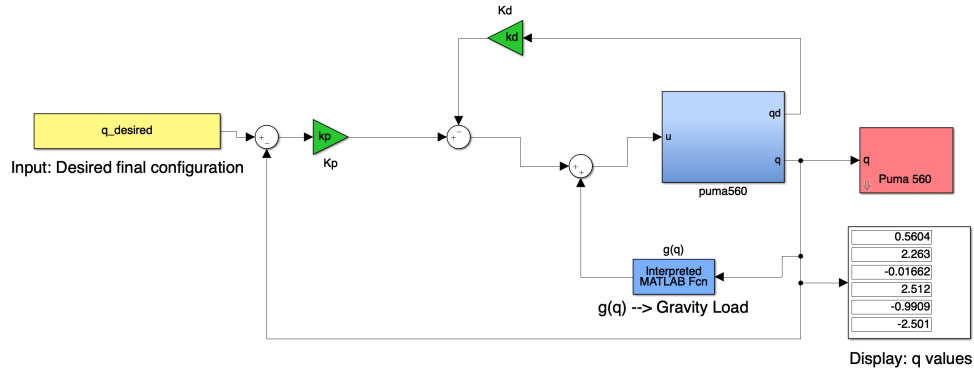 Kd
kd
q_desired
Input: Desired final configuration
+
−
kp
Kp
+
−
+
+
u
qd
q
puma560
q
Puma 560
g(q)
Interpreted
MATLAB Fcn
g(q) --> Gravity Load
0.5604
2.263
-0.01662
2.512
-0.9909
-2.501
Display: q values